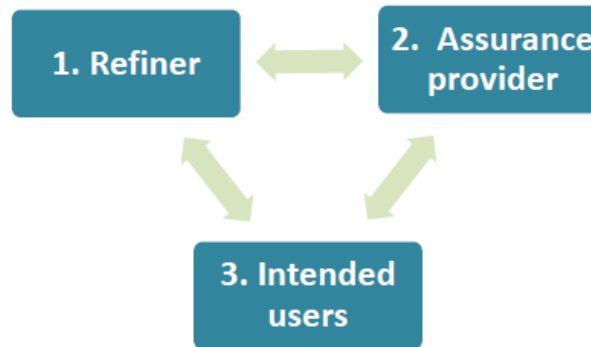 1. Refiner
2. Assurance
provider
3. Intended
users